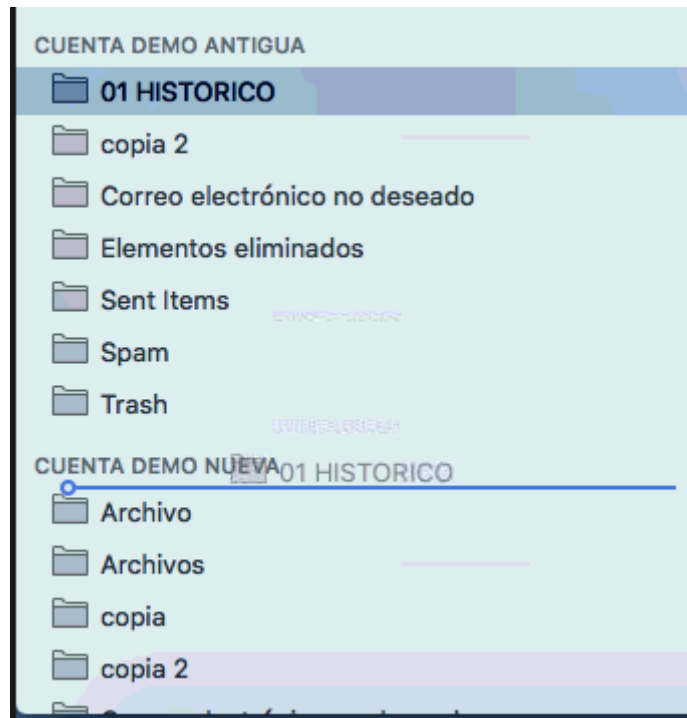 CUENTA DEMO ANTIGUA
01 HISTORICO
copia 2
Correo electrónico no deseado
Elementos eliminados
Sent Items
Spam
Trash
CUENTA DEMO NUEVA
01 HISTORICO
Archivo
Archivos
copia
copia 2